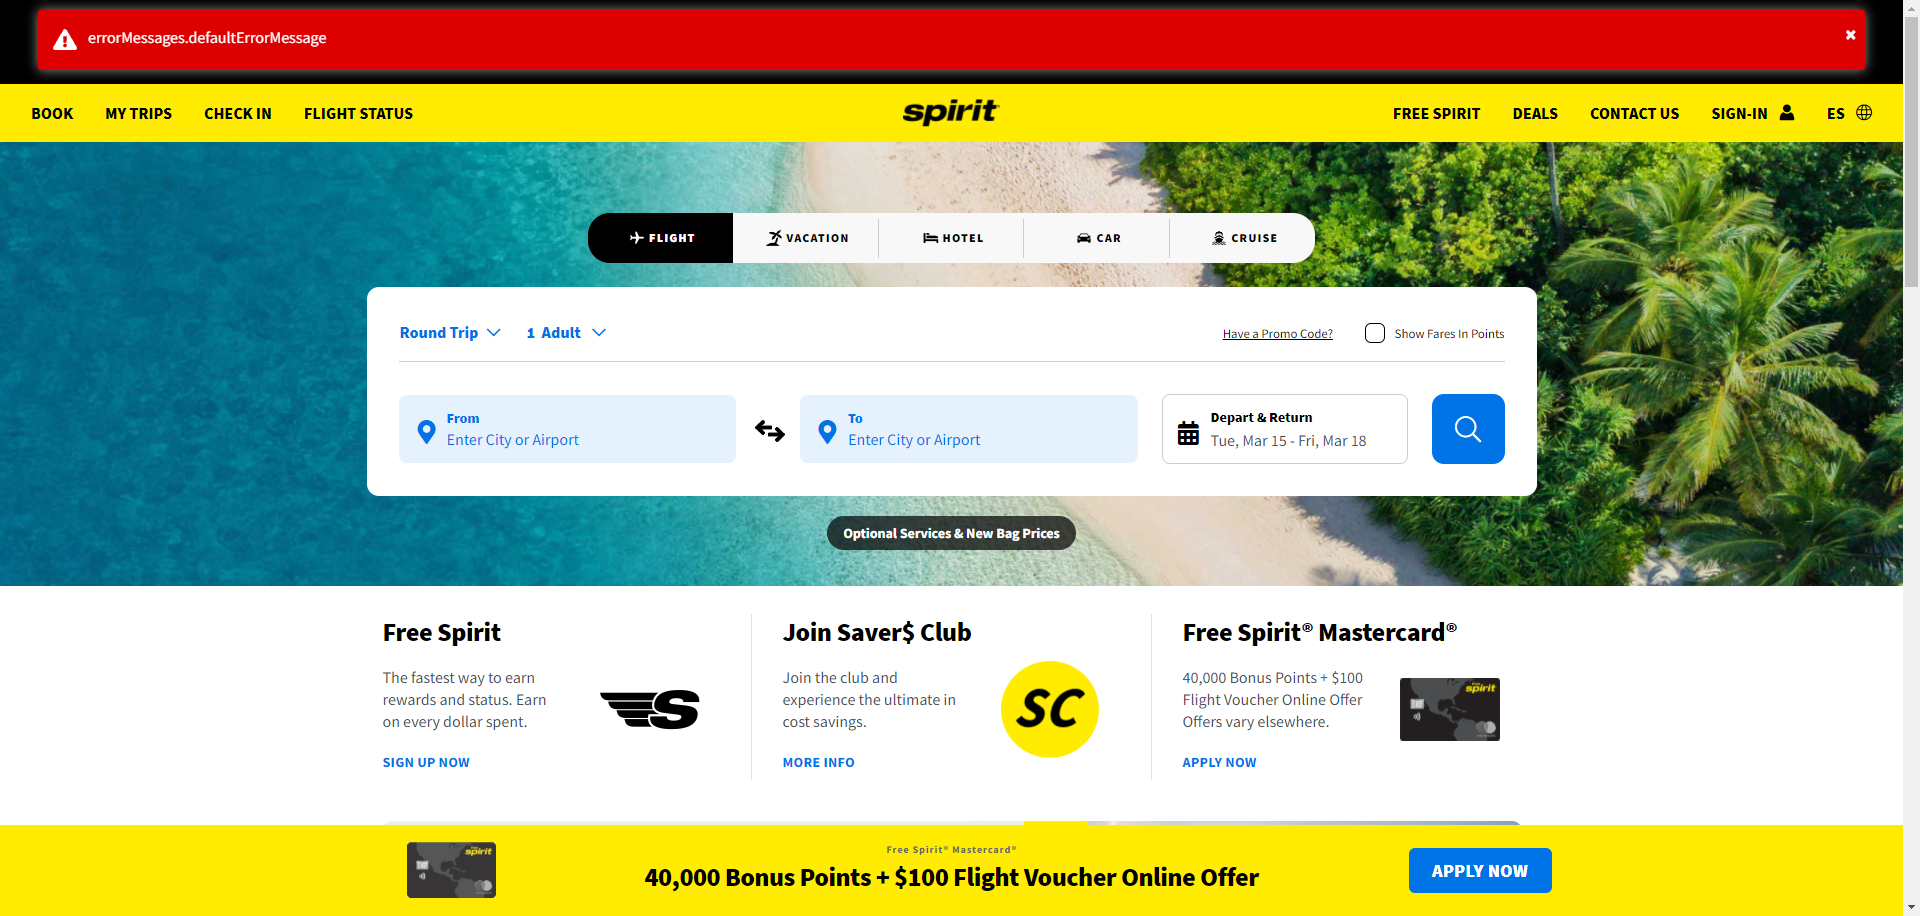 errorMessages.defaultErrorMessage
BOOK MY TRIPS CHECK IN FLIGHT STATUS spirit FREE SPIRIT DEALS CONTACT US SIGN-IN ES
FLIGHT VACATION HOTEL CAR CRUISE
Round Trip 1 Adult Have a Promo Code? Show Fares In Points
From
Enter City or Airport
To
Enter City or Airport
Depart & Return
Tue, Mar 15 - Fri, Mar 18
Optional Services & New Bag Prices
Free Spirit
The fastest way to earn
rewards and status. Earn
on every dollar spent.
SIGN UP NOW
Join Saver$ Club
Join the club and
experience the ultimate in
cost savings.
SC
MORE INFO
Free Spirit® Mastercard®
40,000 Bonus Points + $100
Flight Voucher Online Offer
Offers vary elsewhere.
spirit
APPLY NOW
spirit
Free Spirit® Mastercard®
40,000 Bonus Points + $100 Flight Voucher Online Offer
APPLY NOW